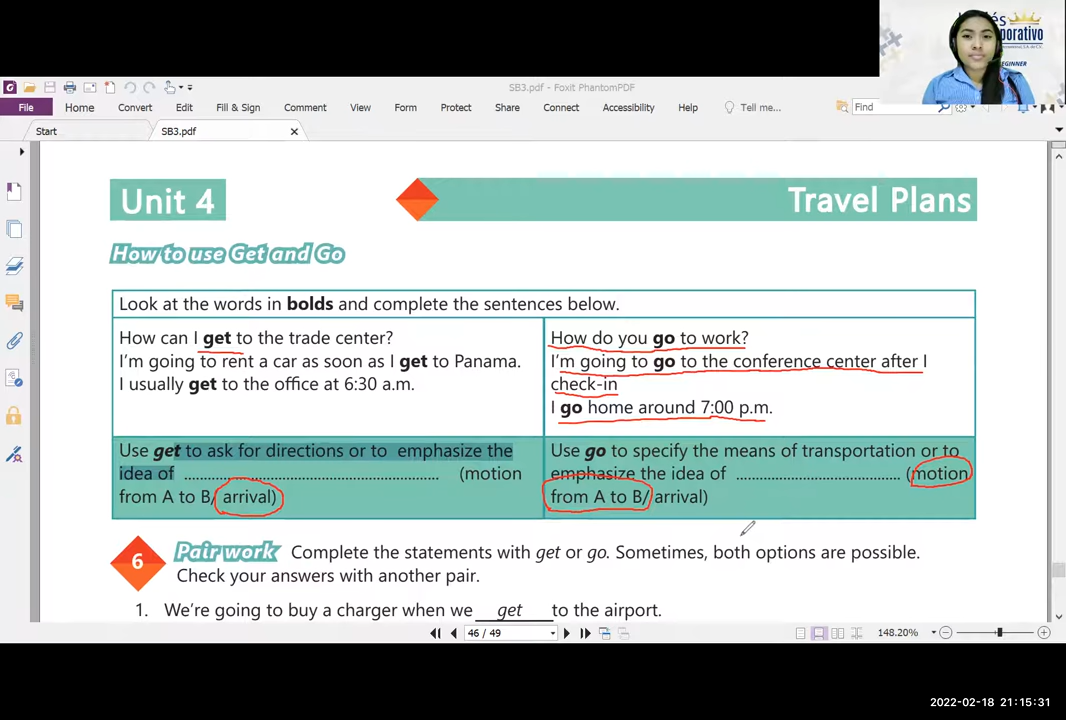 és
porativo
EGINNER
SB3.pdf - Foxit PhantomPDF
File Home Convert Edit Fill & Sign Comment View Form Protect Share Connect Accessibility Help Tell me... Find
Start SB3.pdf
Unit 4 Travel Plans
How to use Get and Go
Look at the words in bolds and complete the sentences below.
How can I get to the trade center?
I'm going to rent a car as soon as I get to Panama.
I usually get to the office at 6:30 a.m.
How do you go to work?
I'm going to go to the conference center after I
check-in
I go home around 7:00 p.m.
Use get to ask for directions or to emphasize the
idea of ................................................ (motion
from A to B/ arrival)
Use go to specify the means of transportation or to
emphasize the idea of ............................... (motion
from A to B/ arrival)
6 Pair work Complete the statements with get or go. Sometimes, both options are possible.
Check your answers with another pair.
1. We're going to buy a charger when we __get__ to the airport.
46 / 49 148.20%
2022-02-18 21:15:31